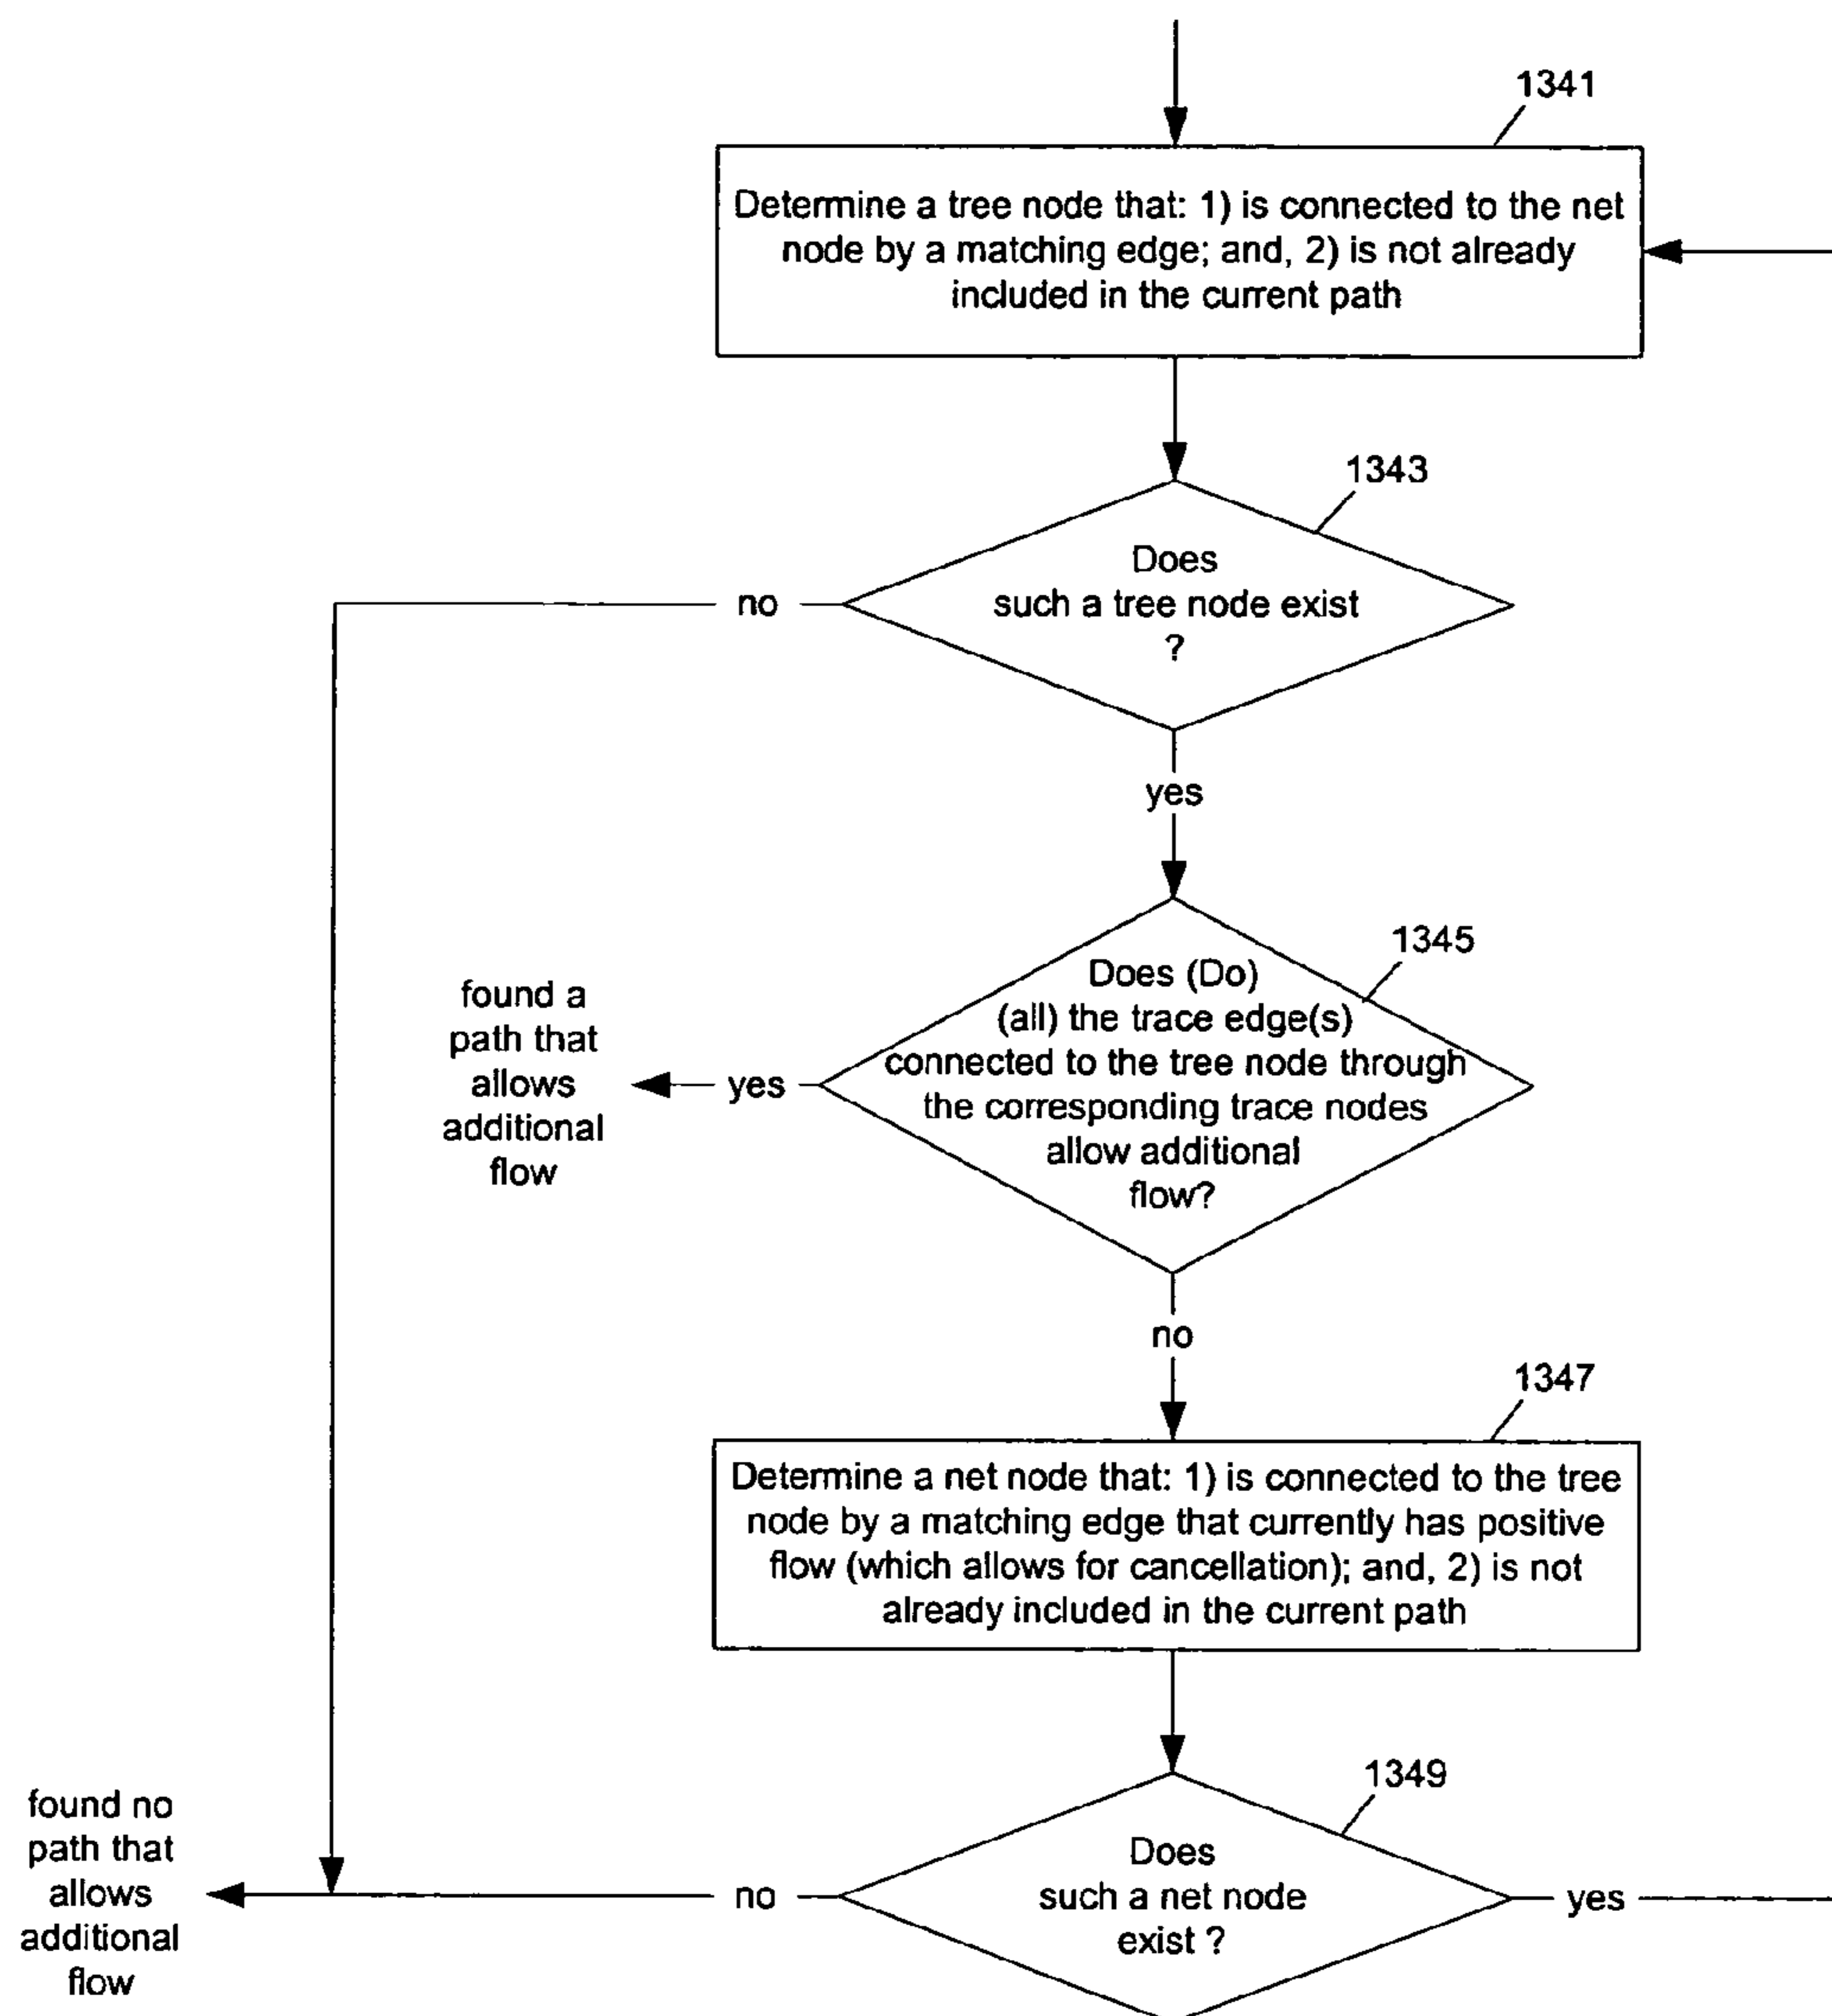 1341
Determine a tree node that: 1) is connected to the net
node by a matching edge; and, 2) is not already
included in the current path
1343
Does
such a tree node exist
?
no
yes
1345
Does (Do)
(all) the trace edge(s)
connected to the tree node through
the corresponding trace nodes
allow additional
flow?
yes
found a
path that
allows
additional
flow
no
1347
Determine a net node that: 1) is connected to the tree
node by a matching edge that currently has positive
flow (which allows for cancellation); and, 2) is not
already included in the current path
1349
Does
such a net node
exist ?
no
yes
found no
path that
allows
additional
flow